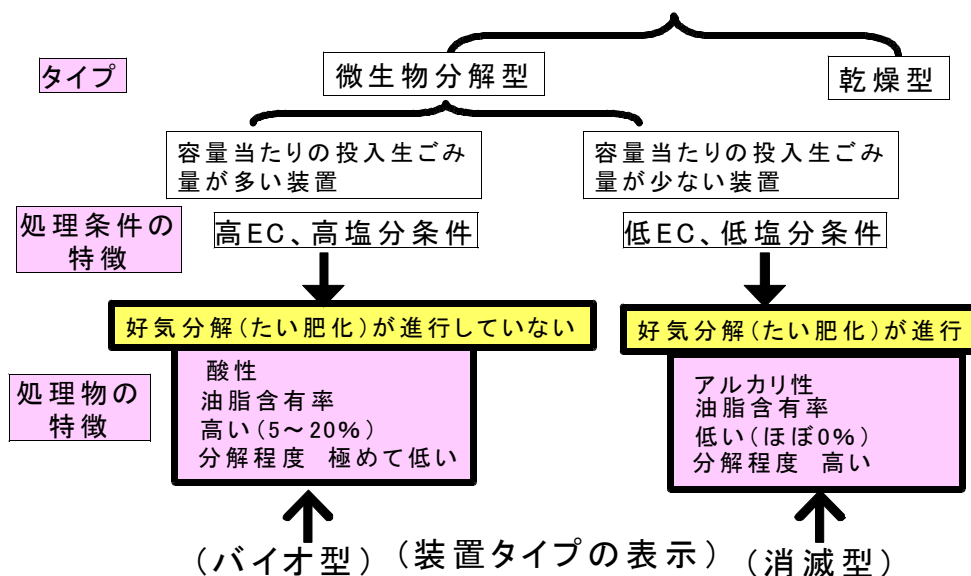 タイプ
微生物分解型
乾燥型
容量当たりの投入生ごみ
量が多い装置
容量当たりの投入生ごみ
量が少ない装置
処理条件の
特徴
高EC、高塩分条件
低EC、低塩分条件
好気分解(たい肥化)が進行していない
好気分解(たい肥化)が進行
処理物の
特徴
酸性
油脂含有率
高い(5～20%)
分解程度 極めて低い
アルカリ性
油脂含有率
低い(ほぼ0%)
分解程度 高い
(バイオ型)
(装置タイプの表示)
(消滅型)